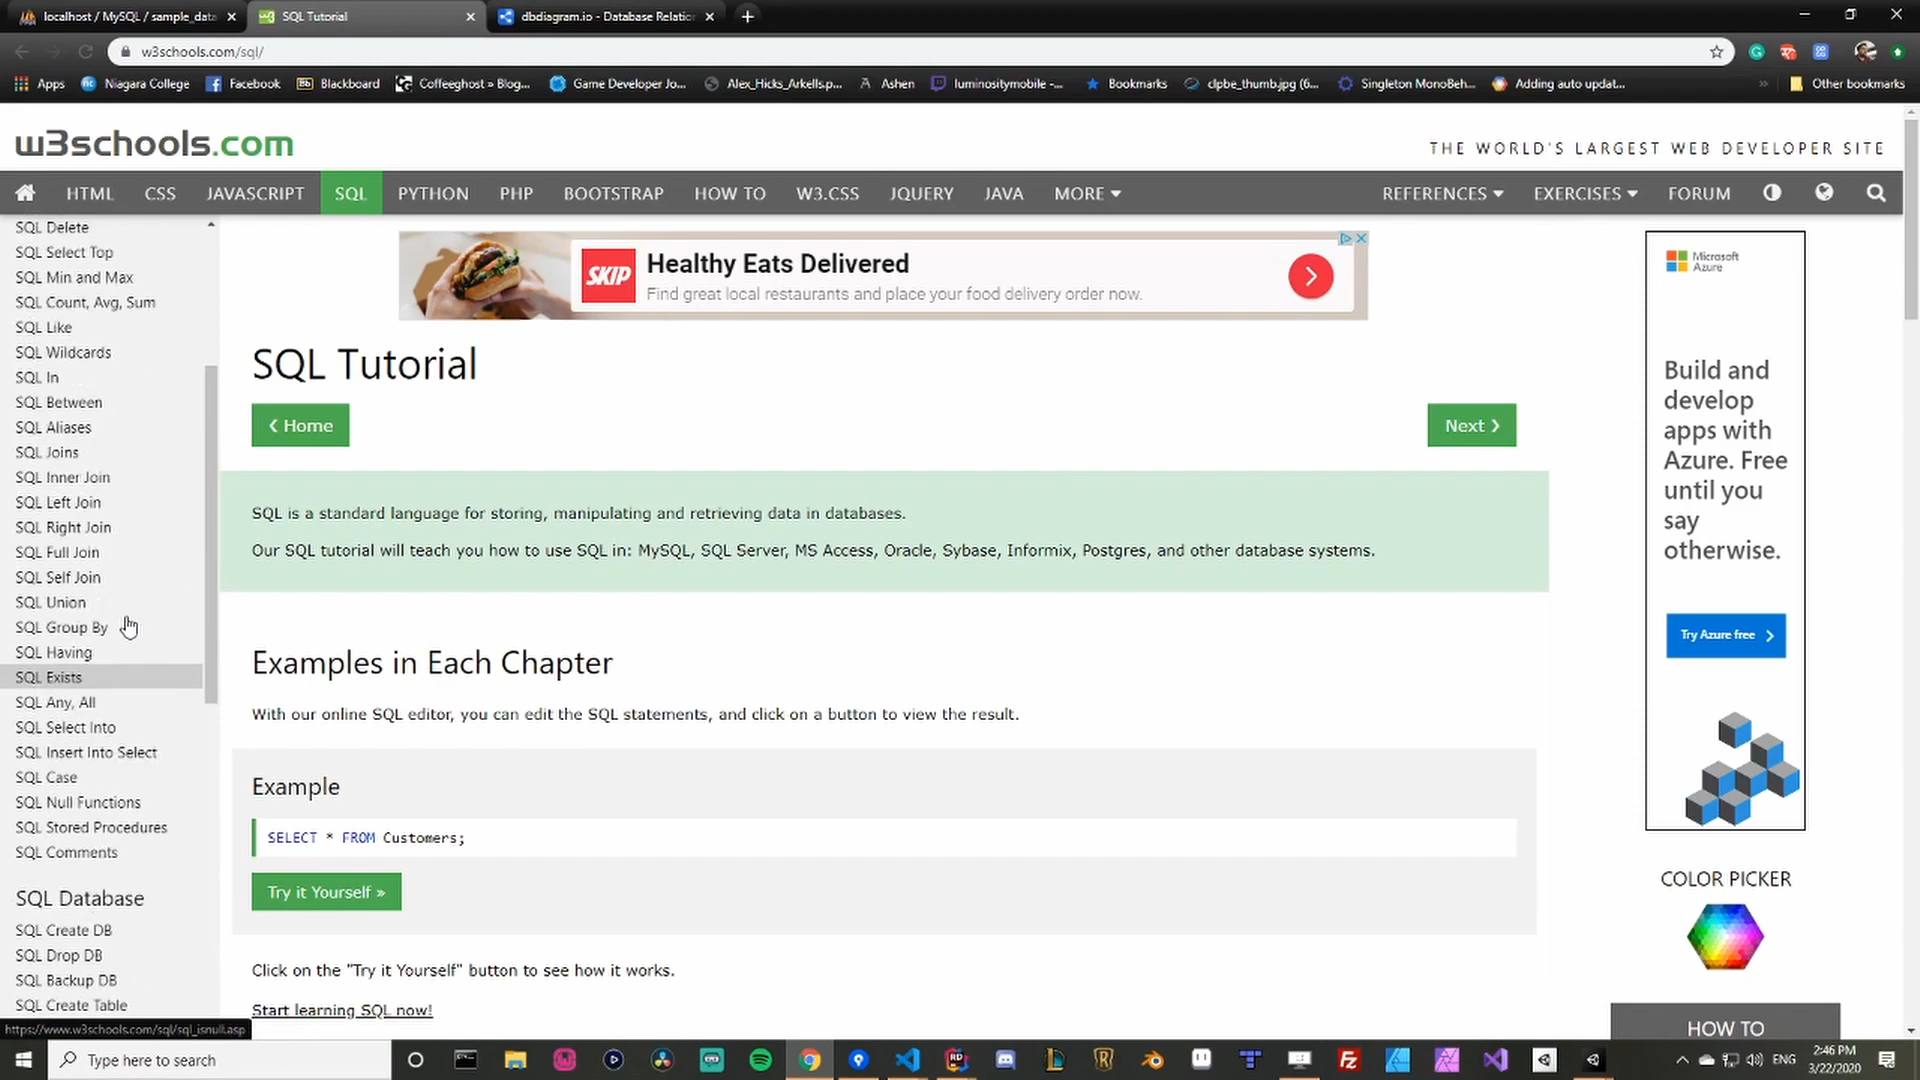 localhost / MySQL / sample_data
SQL Tutorial
dbdiagram.io - Database Relatio
w3schools.com/sql/
Apps
Niagara College
Facebook
Blackboard
Coffeeghost » Blog...
Game Developer Jo...
Alex_Hicks_Arkells.p...
Ashen
luminositymobile -...
Bookmarks
clpbe_thumb.jpg (6...
Singleton MonoBeh...
Adding auto updat...
»
Other bookmarks
w3schools.com
THE WORLD'S LARGEST WEB DEVELOPER SITE
HTML
CSS
JAVASCRIPT
SQL
PYTHON
PHP
BOOTSTRAP
HOW TO
W3.CSS
JQUERY
JAVA
MORE
REFERENCES
EXERCISES
FORUM
SQL Delete
SQL Select Top
SQL Min and Max
SQL Count, Avg, Sum
SQL Like
SQL Wildcards
SQL In
SQL Between
SQL Aliases
SQL Joins
SQL Inner Join
SQL Left Join
SQL Right Join
SQL Full Join
SQL Self Join
SQL Union
SQL Group By
SQL Having
SQL Exists
SQL Any, All
SQL Select Into
SQL Insert Into Select
SQL Case
SQL Null Functions
SQL Stored Procedures
SQL Comments
SQL Database
SQL Create DB
SQL Drop DB
SQL Backup DB
SQL Create Table
https://www.w3schools.com/sql/sql_isnull.asp
SKIP
Healthy Eats Delivered
Find great local restaurants and place your food delivery order now.
SQL Tutorial
❮ Home
Next ❯
SQL is a standard language for storing, manipulating and retrieving data in databases.
Our SQL tutorial will teach you how to use SQL in: MySQL, SQL Server, MS Access, Oracle, Sybase, Informix, Postgres, and other database systems.
Examples in Each Chapter
With our online SQL editor, you can edit the SQL statements, and click on a button to view the result.
Example
SELECT * FROM Customers;
Try it Yourself »
Click on the "Try it Yourself" button to see how it works.
Start learning SQL now!
Microsoft
Azure
Build and
develop
apps with
Azure. Free
until you
say
otherwise.
Try Azure free
COLOR PICKER
HOW TO
Type here to search
ENG
2:46 PM
3/22/2020